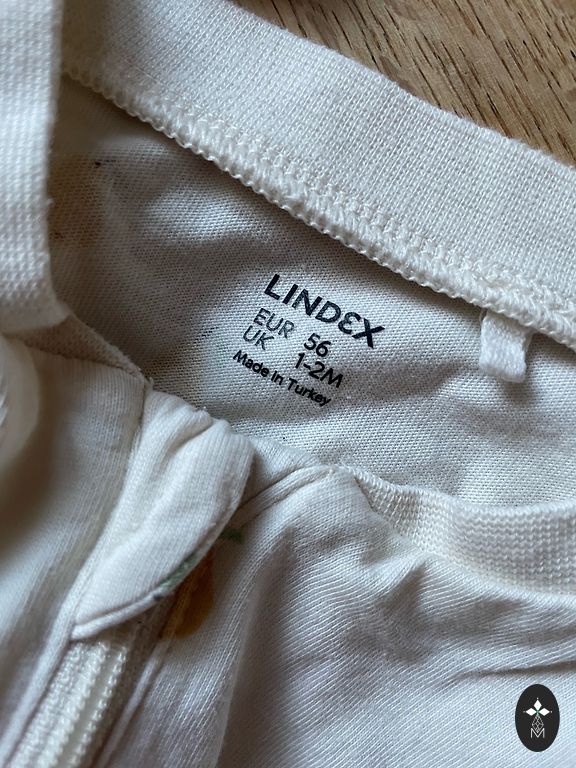 LINDEX
EUR 56
UK 1-2M
Made in Turkey
M